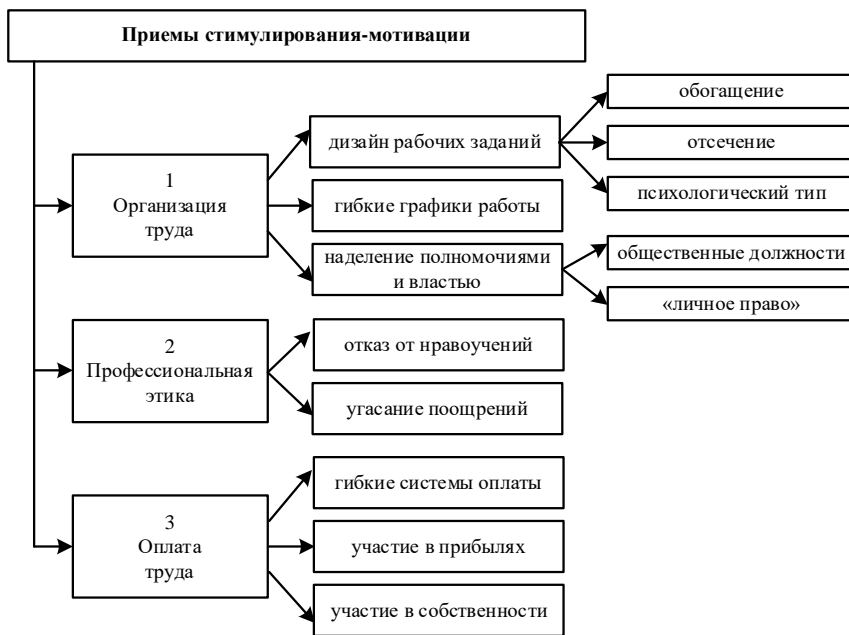 Приемы стимулирования-мотивации
1
Организация
труда
дизайн рабочих заданий
обогащение
отсечение
психологический тип
гибкие графики работы
наделение полномочиями
и властью
общественные должности
«личное право»
2
Профессиональная
этика
отказ от нравоучений
угасание поощрений
3
Оплата
труда
гибкие системы оплаты
участие в прибылях
участие в собственности